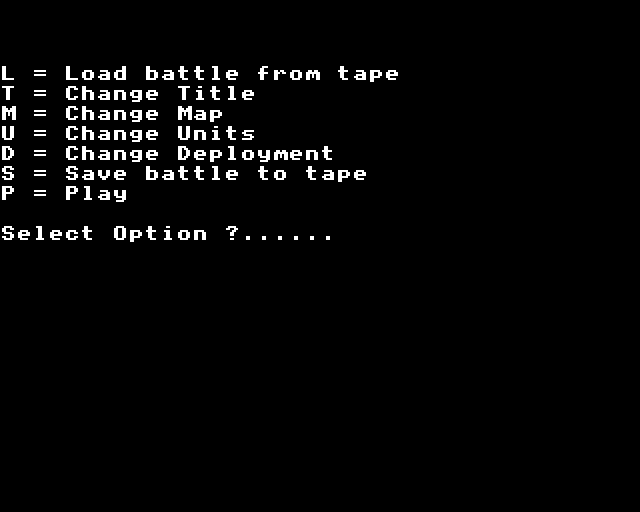 L = Load battle from tape
T = Change Title
M = Change Map
U = Change Units
D = Change Deployment
S = Save battle to tape
P = Play
Select Option ?......